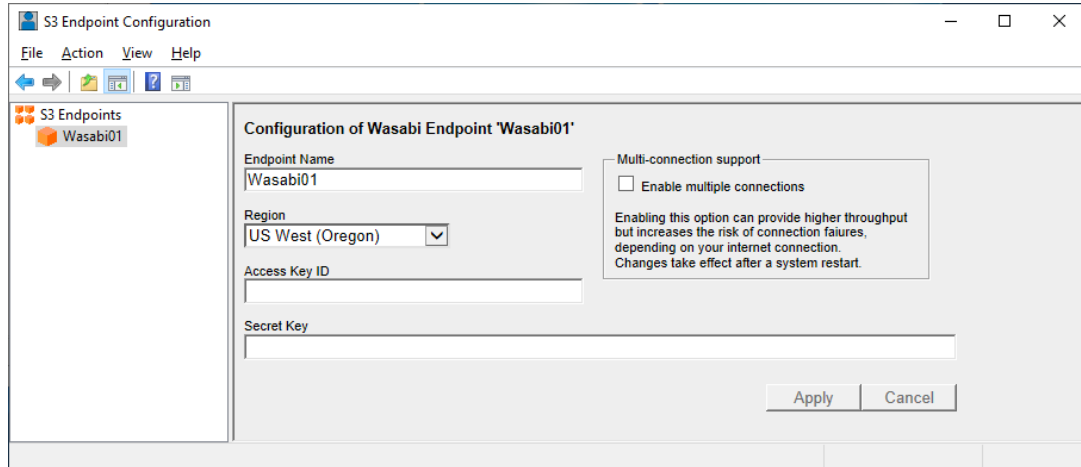 S3 Endpoint Configuration
File Action View Help
S3 Endpoints
Wasabi01
Configuration of Wasabi Endpoint 'Wasabi01'
Endpoint Name
Wasabi01
Region
US West (Oregon)
Access Key ID
Secret Key
Multi-connection support
Enable multiple connections
Enabling this option can provide higher throughput
but increases the risk of connection faiures,
depending on your internet connection.
Changes take effect after a system restart.
Apply Cancel